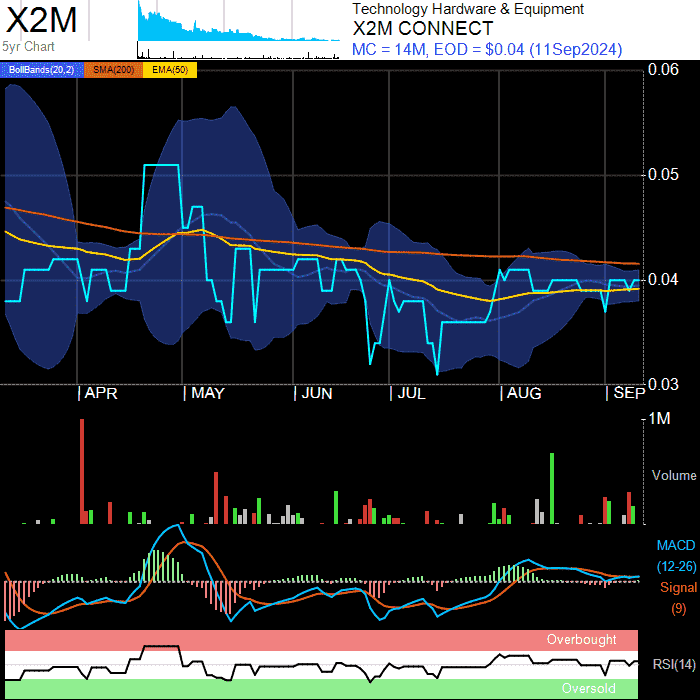 X2M
5yr Chart
Technology Hardware & Equipment
X2M CONNECT
MC = 14M, EOD = $0.04 (11Sep2024)
BollBands(20,2) SMA(200) EMA(50)
0.06
0.05
0.04
0.03
APR MAY JUN JUL AUG SEP
1M
Volume
MACD
(12-26)
Signal
(9)
Overbought
RSI(14)
Oversold